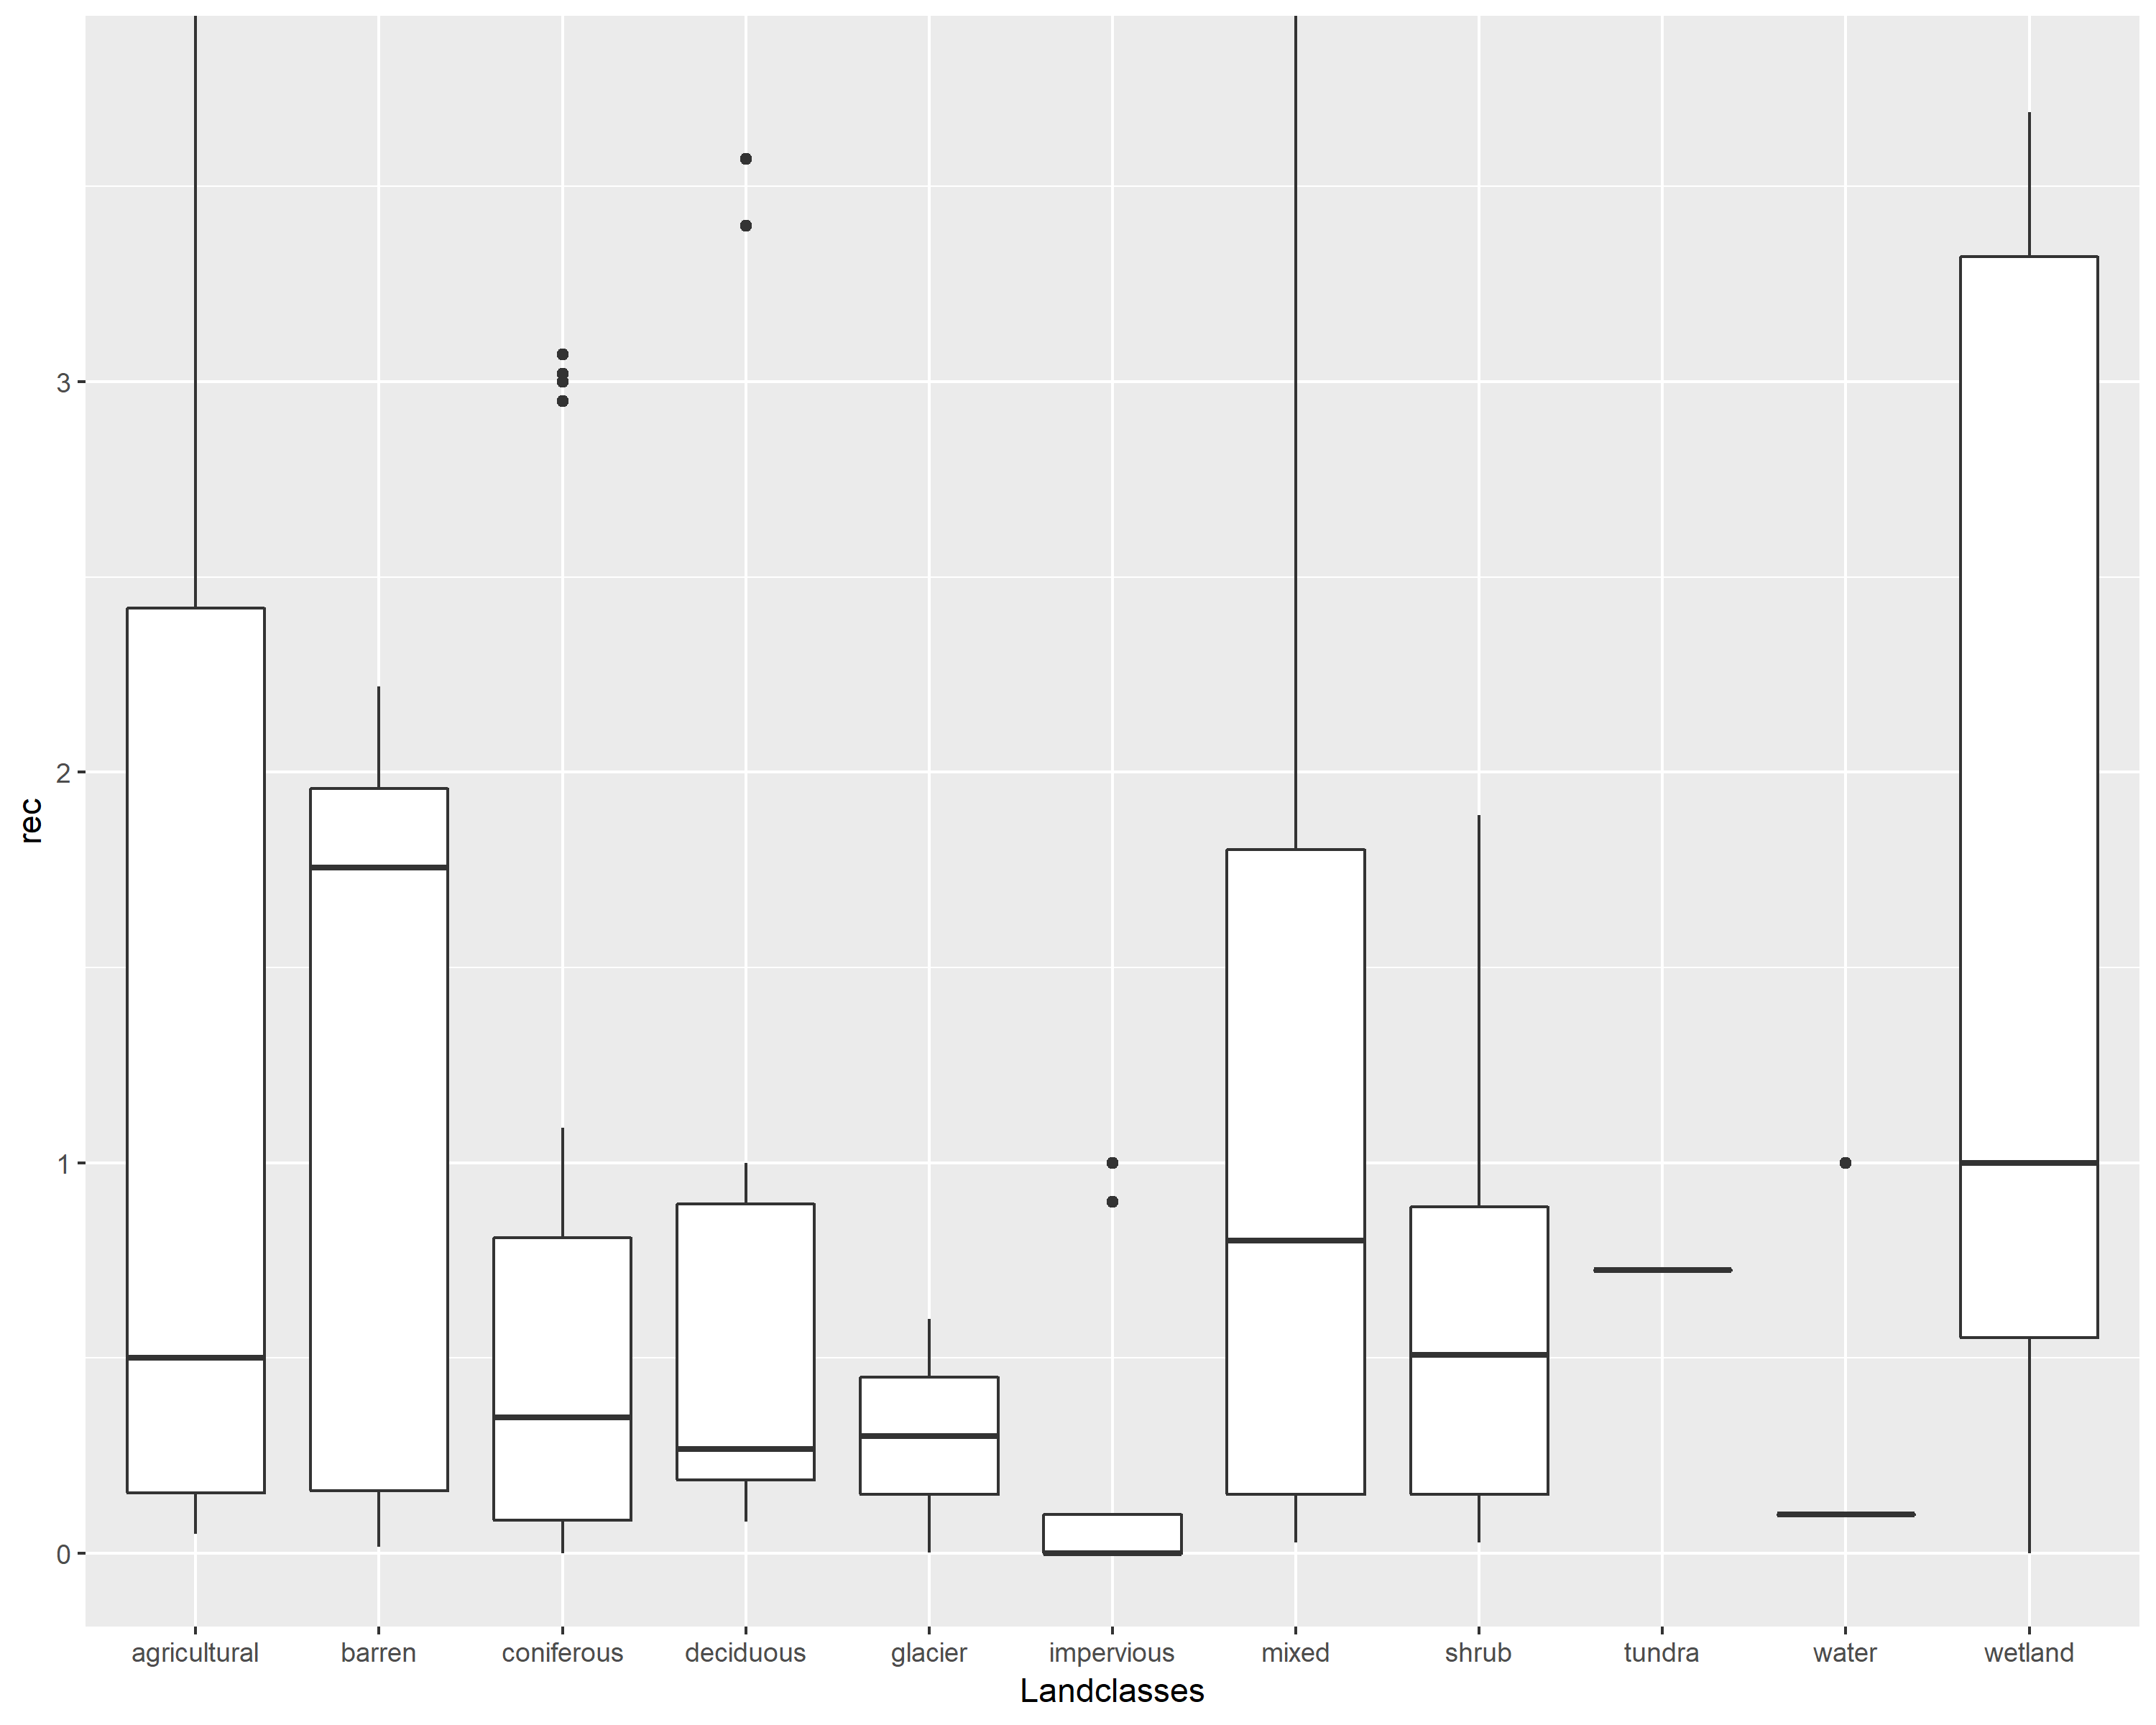 3
2
1
0
rec
agricultural barren coniferous deciduous glacier impervious mixed shrub tundra water wetland
Landclasses